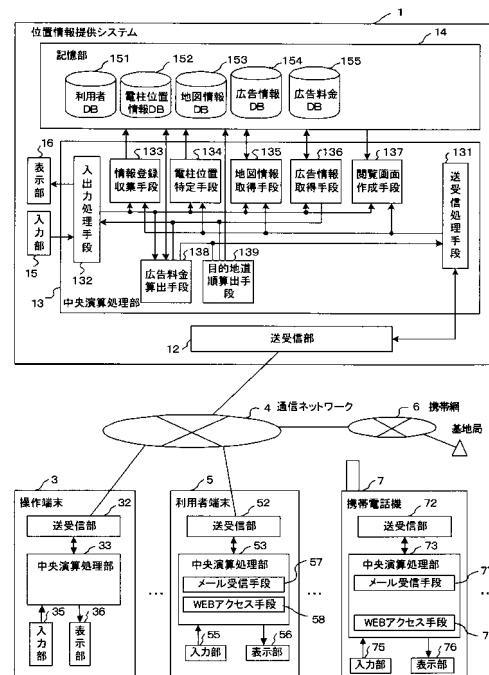 1
位置情報提供システム
14
記憶部
151
152
153
154
155
利用者
DB
電柱位置
情報DB
地図情報
DB
広告情報
DB
広告料金
DB
16
表示部
入力部
15
入出力処理手段
132
133
情報登録
収集手段
134
電柱位置
特定手段
135
地図情報
取得手段
136
広告情報
取得手段
137
閲覧画面
作成手段
131
送受信処理手段
138
広告料金
算出手段
139
目的地道
順算出手
段
13
中央演算処理部
12
送受信部
4 通信ネットワーク
6 携帯網
基地局
3
操作端末
32
送受信部
33
中央演算処理部
35
36
入力部
表示部
…
5
利用者端末
52
送受信部
53
中央演算処理部
57
メール受信手段
WEBアクセス手段
58
55
56
入力部
表示部
…
7
携帯電話機
72
送受信部
73
中央演算処理部
メール受信手段
WEBアクセス手段
75
76
入力部
表示部